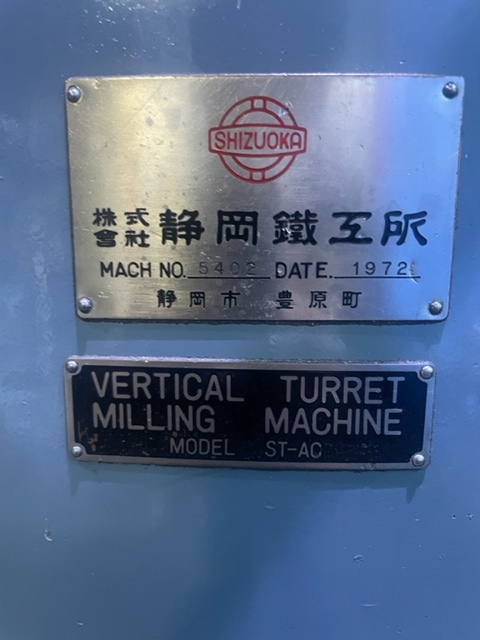 SHIZUOKA
株式會社 静岡鐵工所
MACH NO. 5402 DATE. 1972
静岡市 豊原町
VERTICAL TURRET
MILLING MACHINE
MODEL ST-AC